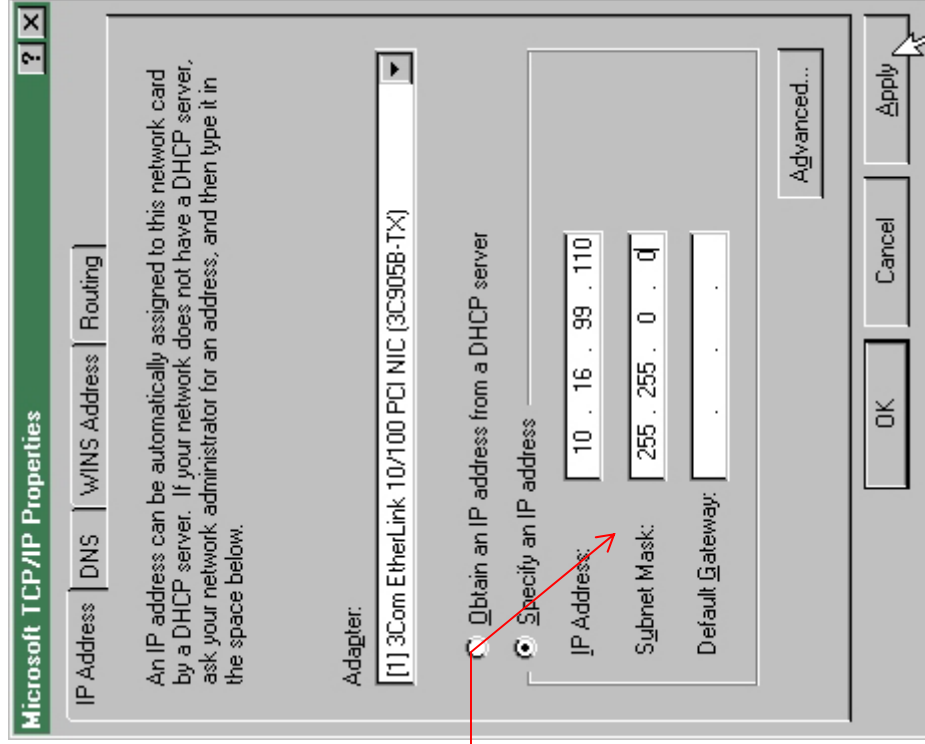 Microsoft TCP/IP Properties
? X
IP Address DNS WINS Address Routing
An IP address can be automatically assigned to this network card
by a DHCP server. If your network does not have a DHCP server,
ask your network administrator for an address, and then type it in
the space below.
Adapter:
[1] 3Com EtherLink 10/100 PCI NIC (3C905B-TX)
Obtain an IP address from a DHCP server
Specify an IP address
IP Address: 10 . 16 . 99 . 110
Subnet Mask: 255 . 255 . 0 . 0
Default Gateway: . . .
Advanced...
OK Cancel Apply